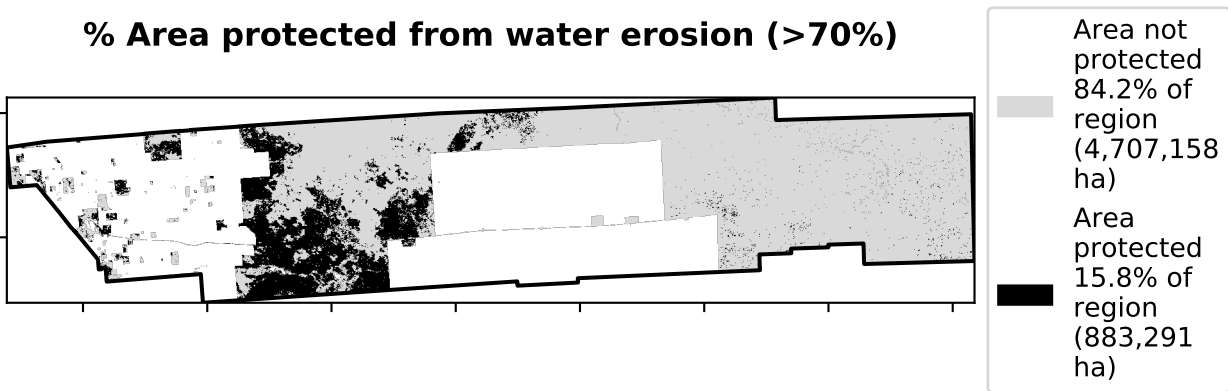 % Area protected from water erosion (>70%)
Area not
protected
84.2% of
region
(4,707,158
ha)
Area
protected
15.8% of
region
(883,291
ha)